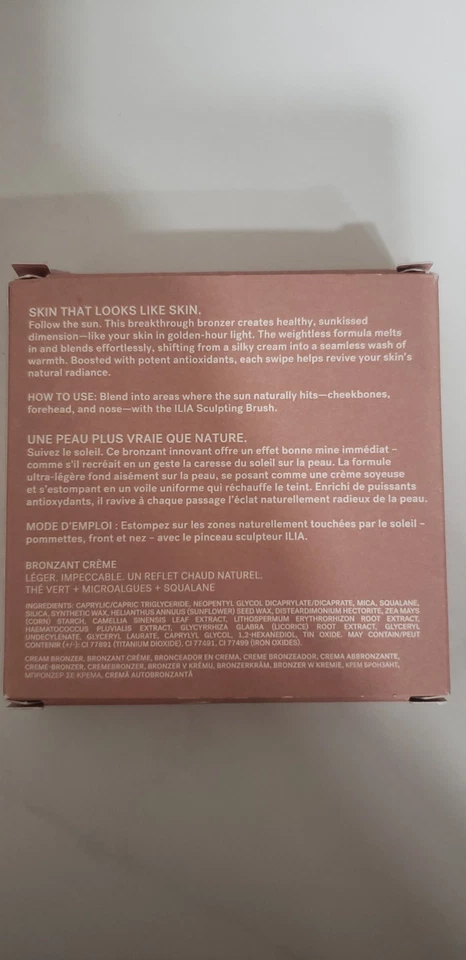 SKIN THAT LOOKS LIKE SKIN.
Follow the sun. This breakthrough bronzer creates healthy, sunkissed
dimension—like your skin in golden-hour light. The weightless formula melts
in and blends effortlessly, shifting from a silky cream into a seamless wash of
warmth. Boosted with potent antioxidants, each swipe helps revive your skin's
natural radiance.
HOW TO USE: Blend into areas where the sun naturally hits—cheekbones,
forehead, and nose—with the ILIA Sculpting Brush.
UNE PEAU PLUS VRAIE QUE NATURE.
Suivez le soleil. Ce bronzant innovant offre un effet bonne mine immédiat –
comme s'il recréait en un geste la caresse du soleil sur la peau. La formule
ultra-légère fond aisément sur la peau, se posant comme une crème soyeuse
et s'estompant en un voile uniforme qui réchauffe le teint. Enrichi de puissants
antioxydants, il ravive à chaque passage l'éclat naturellement radieux de la peau.
MODE D'EMPLOI : Estompez sur les zones naturellement touchées par le soleil –
pommettes, front et nez – avec le pinceau sculpteur ILIA.
BRONZANT CRÈME
LÉGER. IMPECCABLE. UN REFLET CHAUD NATUREL.
THÉ VERT + MICROALGUES + SQUALANE
INGREDIENTS: CAPRYLIC/CAPRIC TRIGLYCERIDE, NEOPENTYL GLYCOL DICAPRYLATE/DICAPRATE, MICA, SQUALANE,
SILICA, SYNTHETIC WAX, HELIANTHUS ANNUUS (SUNFLOWER) SEED WAX, DISTEARDIMONIUM HECTORITE, ZEA MAYS
(CORN) STARCH, CAMELLIA SINENSIS LEAF EXTRACT, LITHOSPERMUM ERYTHRORHIZON ROOT EXTRACT,
HAEMATOCOCCUS PLUVIALIS EXTRACT, GLYCYRRHIZA GLABRA (LICORICE) ROOT EXTRACT, GLYCERYL
UNDECYLENATE, GLYCERYL LAURATE, CAPRYLYL GLYCOL, 1,2-HEXANEDIOL, TIN OXIDE. MAY CONTAIN/PEUT
CONTENIR (+/-): CI 77891 (TITANIUM DIOXIDE), CI 77491, CI 77499 (IRON OXIDES).
CREAM BRONZER, BRONZANT CRÈME, BRONCEADOR EN CREMA, CREME BRONZEADOR, CREMA ABBRONZANTE,
CREME-BRONZER, CREMEBRONZER, BRONZER V KRÉMU, BRONZERKRÄM, BRONZER W KREMIE, КРЕМ БРОНЗАНТ,
ΜΠΡΟΝΖΕΡ ΣΕ ΚΡΕΜΑ, CREMĂ AUTOBRONZANTĂ